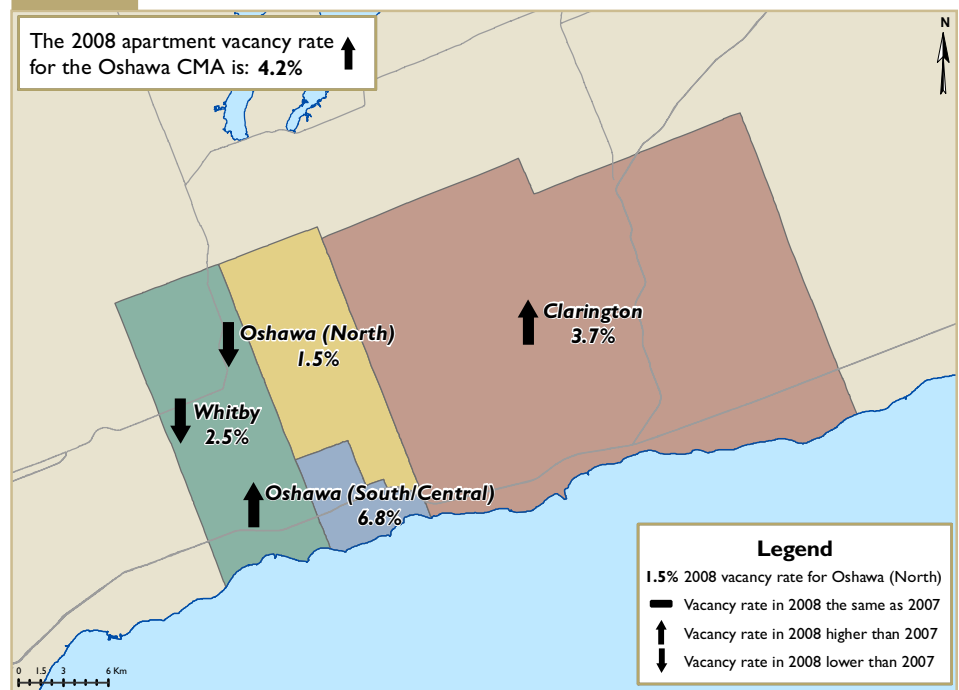 The 2008 apartment vacancy rate
for the Oshawa CMA is: 4.2%
N
Clarington
3.7%
Oshawa (North)
1.5%
Whitby
2.5%
Oshawa (South/Central)
6.8%
Legend
1.5% 2008 vacancy rate for Oshawa (North)
Vacancy rate in 2008 the same as 2007
Vacancy rate in 2008 higher than 2007
Vacancy rate in 2008 lower than 2007
0 1.5 3 6 Km